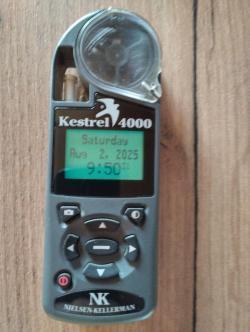 Kestrel 4000
Saturday
Aug 2, 2025
9:50
NK
NIELSEN-KELLERMAN